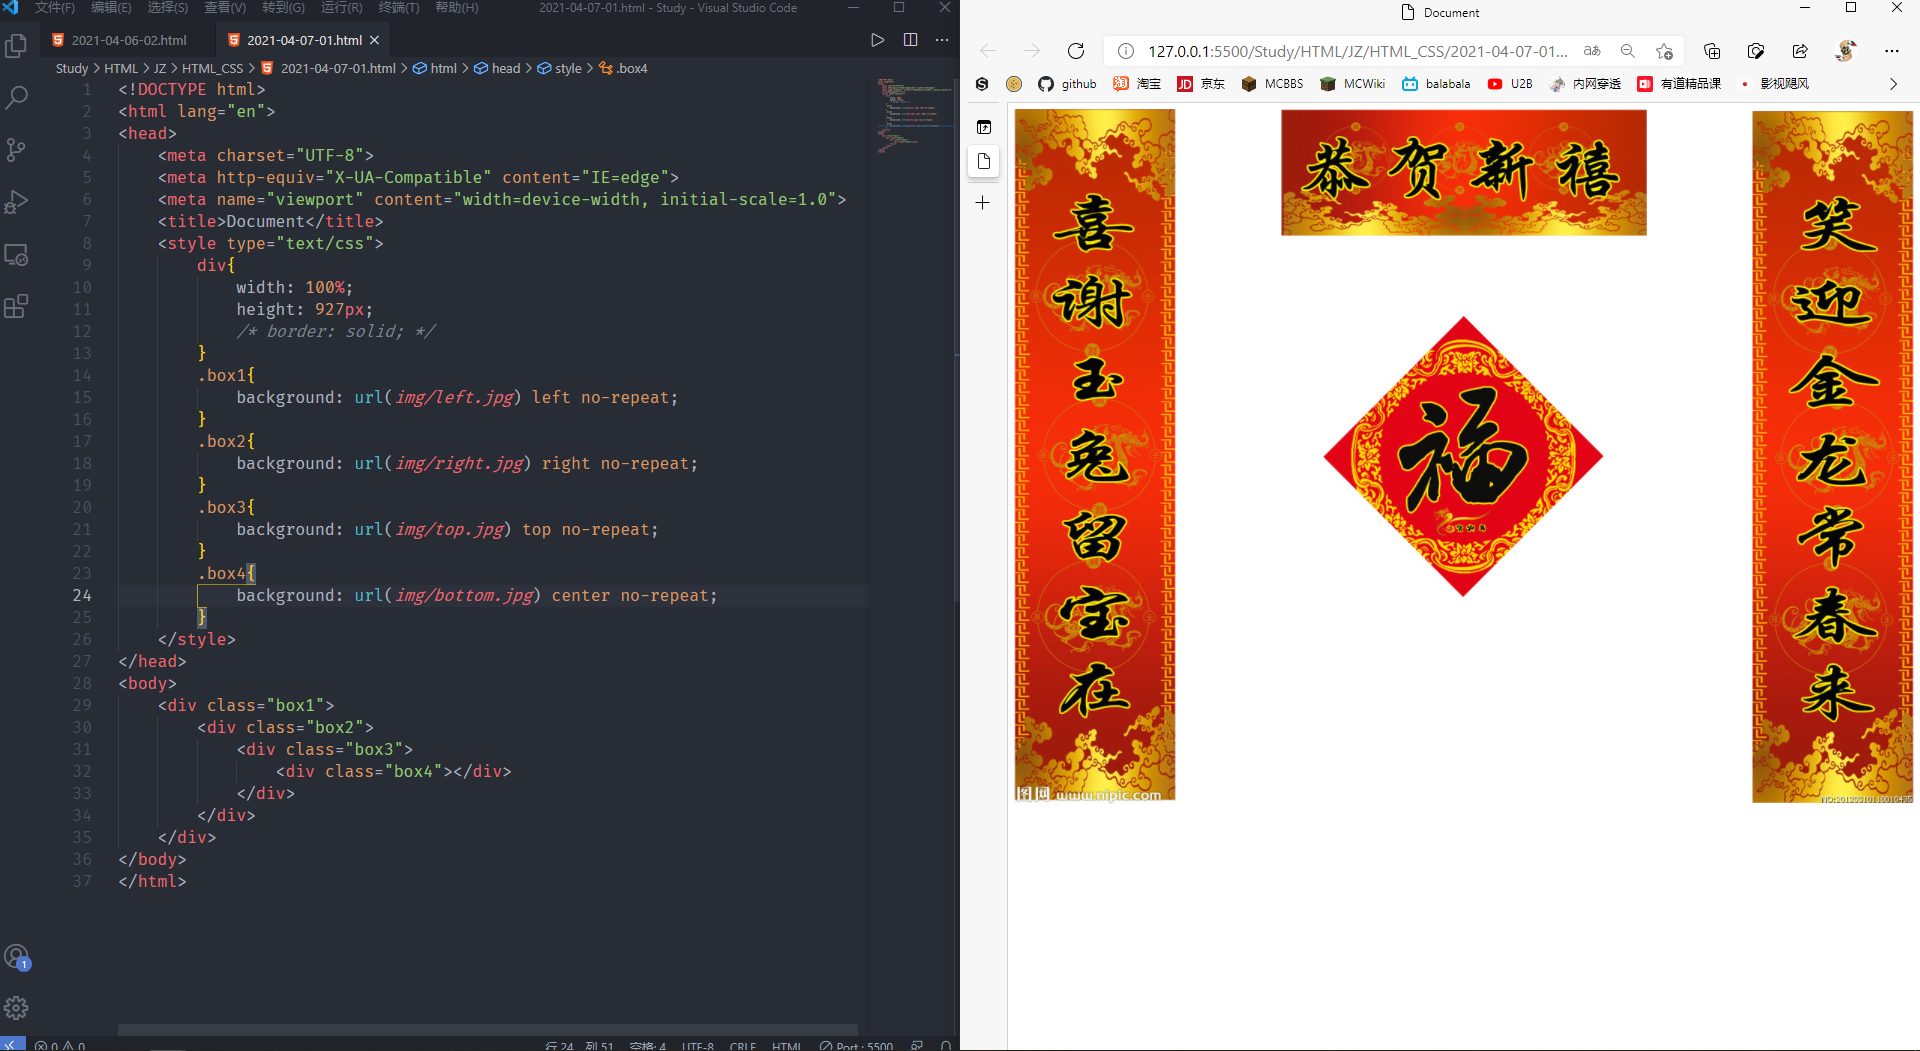 文件(F) 编辑(E) 选择(S) 查看(V) 转到(G) 运行(R) 终端(T) 帮助(H) 2021-04-07-01.html - Study - Visual Studio Code
2021-04-06-02.html 2021-04-07-01.html
Study > HTML > JZ > HTML_CSS > 2021-04-07-01.html > html > head > style > .box4
1 <!DOCTYPE html>
2 <html lang="en">
3 <head>
4 <meta charset="UTF-8">
5 <meta http-equiv="X-UA-Compatible" content="IE=edge">
6 <meta name="viewport" content="width=device-width, initial-scale=1.0">
7 <title>Document</title>
8 <style type="text/css">
9 div{
10 width: 100%;
11 height: 927px;
12 /* border: solid; */
13 }
14 .box1{
15 background: url(img/left.jpg) left no-repeat;
16 }
17 .box2{
18 background: url(img/right.jpg) right no-repeat;
19 }
20 .box3{
21 background: url(img/top.jpg) top no-repeat;
22 }
23 .box4{
24 background: url(img/bottom.jpg) center no-repeat;
25 }
26 </style>
27 </head>
28 <body>
29 <div class="box1">
30 <div class="box2">
31 <div class="box3">
32 <div class="box4"></div>
33 </div>
34 </div>
35 </div>
36 </body>
37 </html>
1
0 0 行 24, 列 51 空格: 4 UTF-8 CRLF HTML Port : 5500
Document
127.0.0.1:5500/Study/HTML/JZ/HTML_CSS/2021-04-07-01... aあ
github 淘宝 JD 京东 MCBBS MCWiki balabala U2B 内网穿透 有道精品课 影视飓风
恭贺新禧
喜谢玉兔留宝在
福
笑迎金龙常春来
图网 www.nipic.com